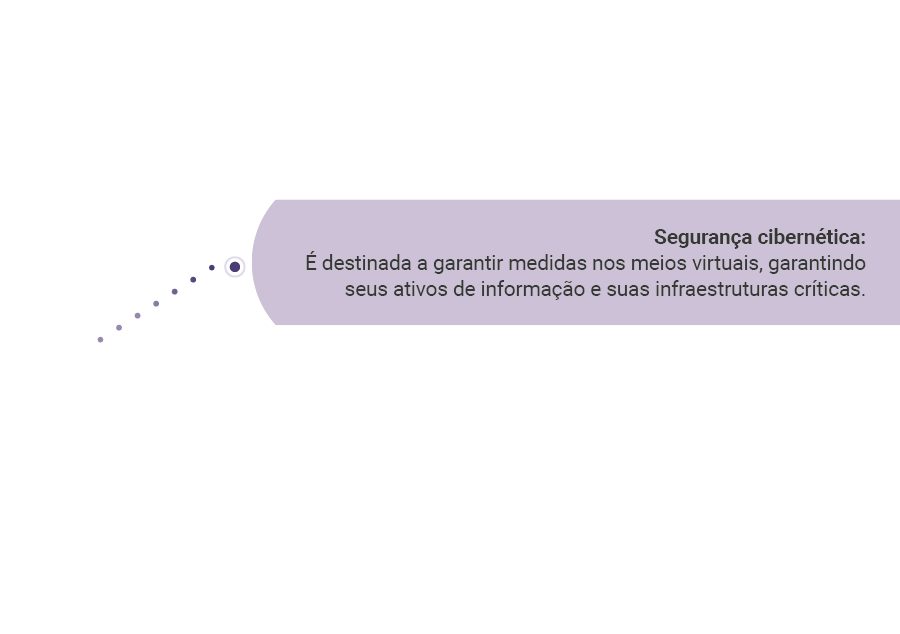 Segurança cibernética:
É destinada a garantir medidas nos meios virtuais, garantindo
seus ativos de informação e suas infraestruturas críticas.